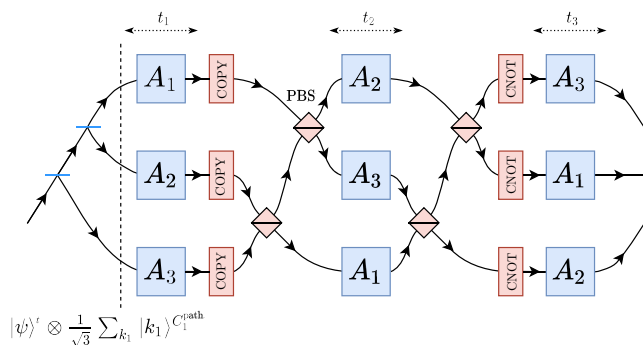 t₁ t₂ t₃
A₁ COPY PBS A₂ CNOT A₃
A₂ COPY A₃ CNOT A₁
A₃ COPY A₁ CNOT A₂
|ψ⟩ᵗ ⊗ 1/√3 ∑ₖ₁ |k₁⟩^{C₁^{path}}